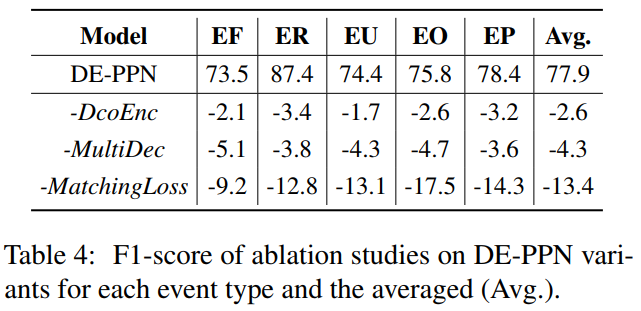 Model EF ER EU EO EP Avg.
DE-PPN 73.5 87.4 74.4 75.8 78.4 77.9
-DcoEnc -2.1 -3.4 -1.7 -2.6 -3.2 -2.6
-MultiDec -5.1 -3.8 -4.3 -4.7 -3.6 -4.3
-MatchingLoss -9.2 -12.8 -13.1 -17.5 -14.3 -13.4
Table 4: F1-score of ablation studies on DE-PPN vari-
ants for each event type and the averaged (Avg.).